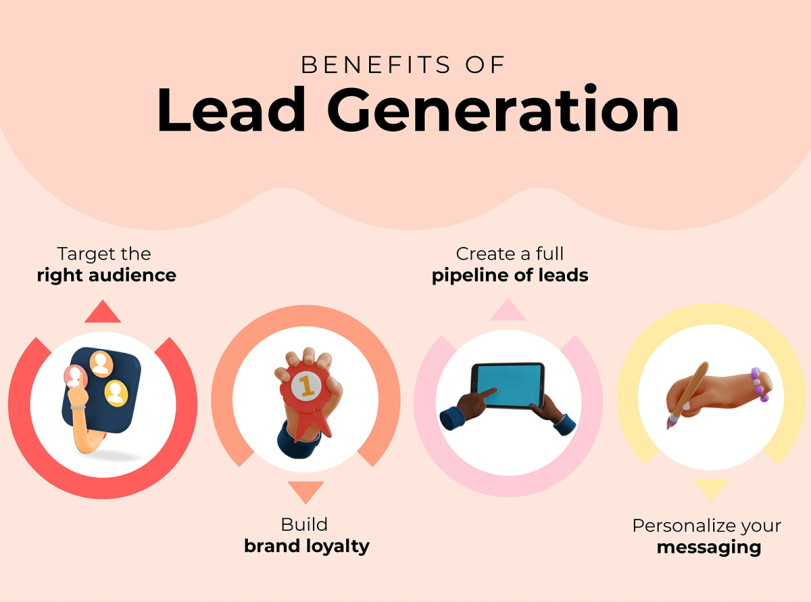 BENEFITS OF
Lead Generation
Target the
right audience
Create a full
pipeline of leads
1
Build
brand loyalty
Personalize your
messaging